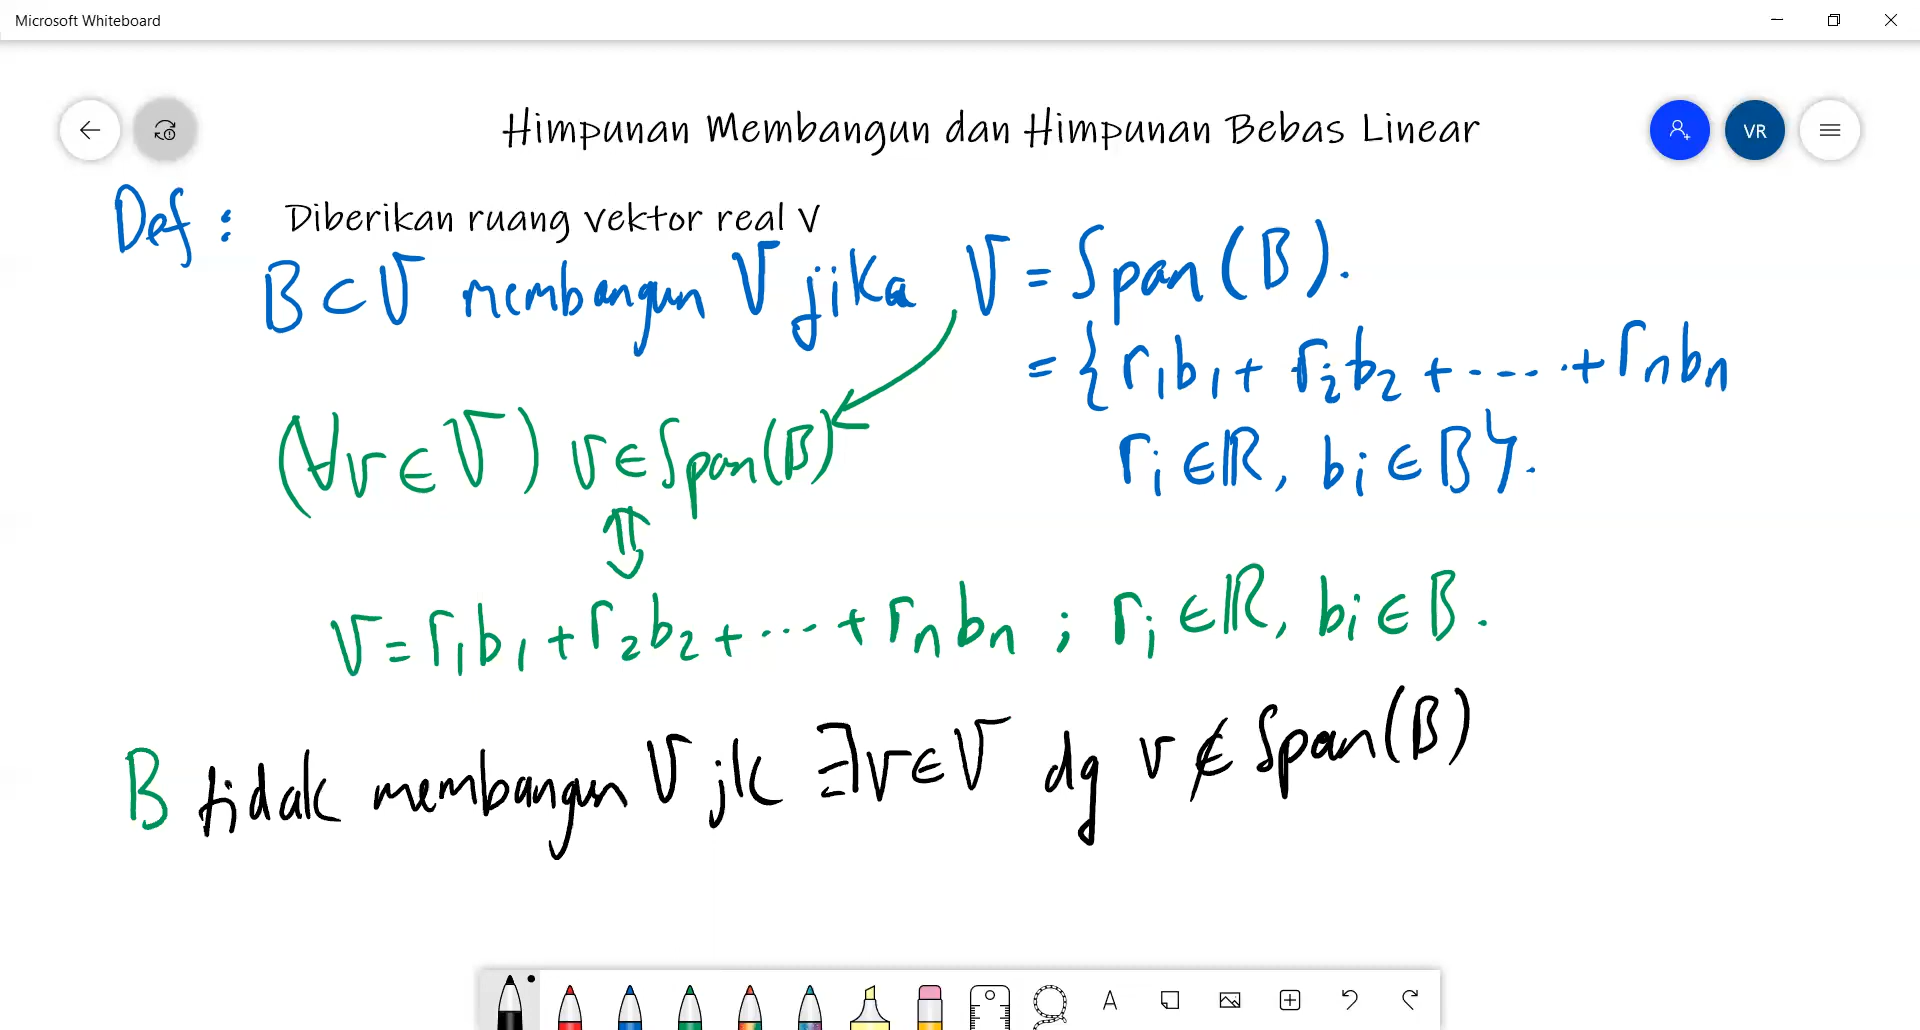 Microsoft Whiteboard
Himpunan Membangun dan Himpunan Bebas Linear
VR
Def : Diberikan ruang vektor real V
B ⊂ V membangun V jika V = Span(B).
= {r₁b₁ + r₂b₂ + ..... + rₙbₙ
rᵢ ∈ ℝ, bᵢ ∈ B}.
(∀v ∈ V) v ∈ Span(B)
⇕
v = r₁b₁ + r₂b₂ + ... + rₙbₙ ; rᵢ ∈ ℝ, bᵢ ∈ B.
B tidak membangun V jk ∃v ∈ V dg v ∉ Span(B)
A